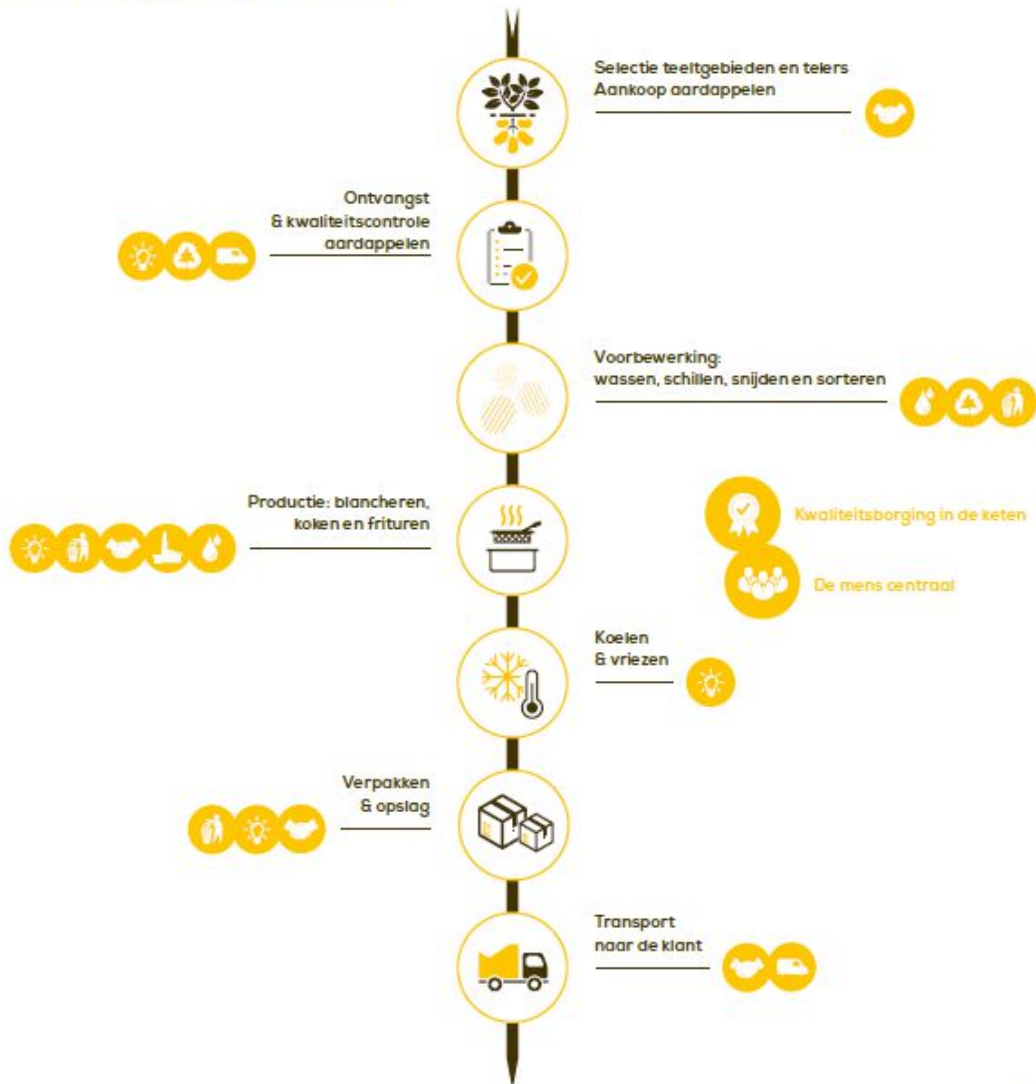 Selectie teeltgebieden en telers
Aankoop aardappelen
Ontvangst
& kwaliteitscontrole
aardappelen
Voorbewerking:
wassen, schillen, snijden en sorteren
Productie: blancheren,
koken en frituren
Kwaliteitsborging in de keten
De mens centraal
Koelen
& vriezen
Verpakken
& opslag
Transport
naar de klant